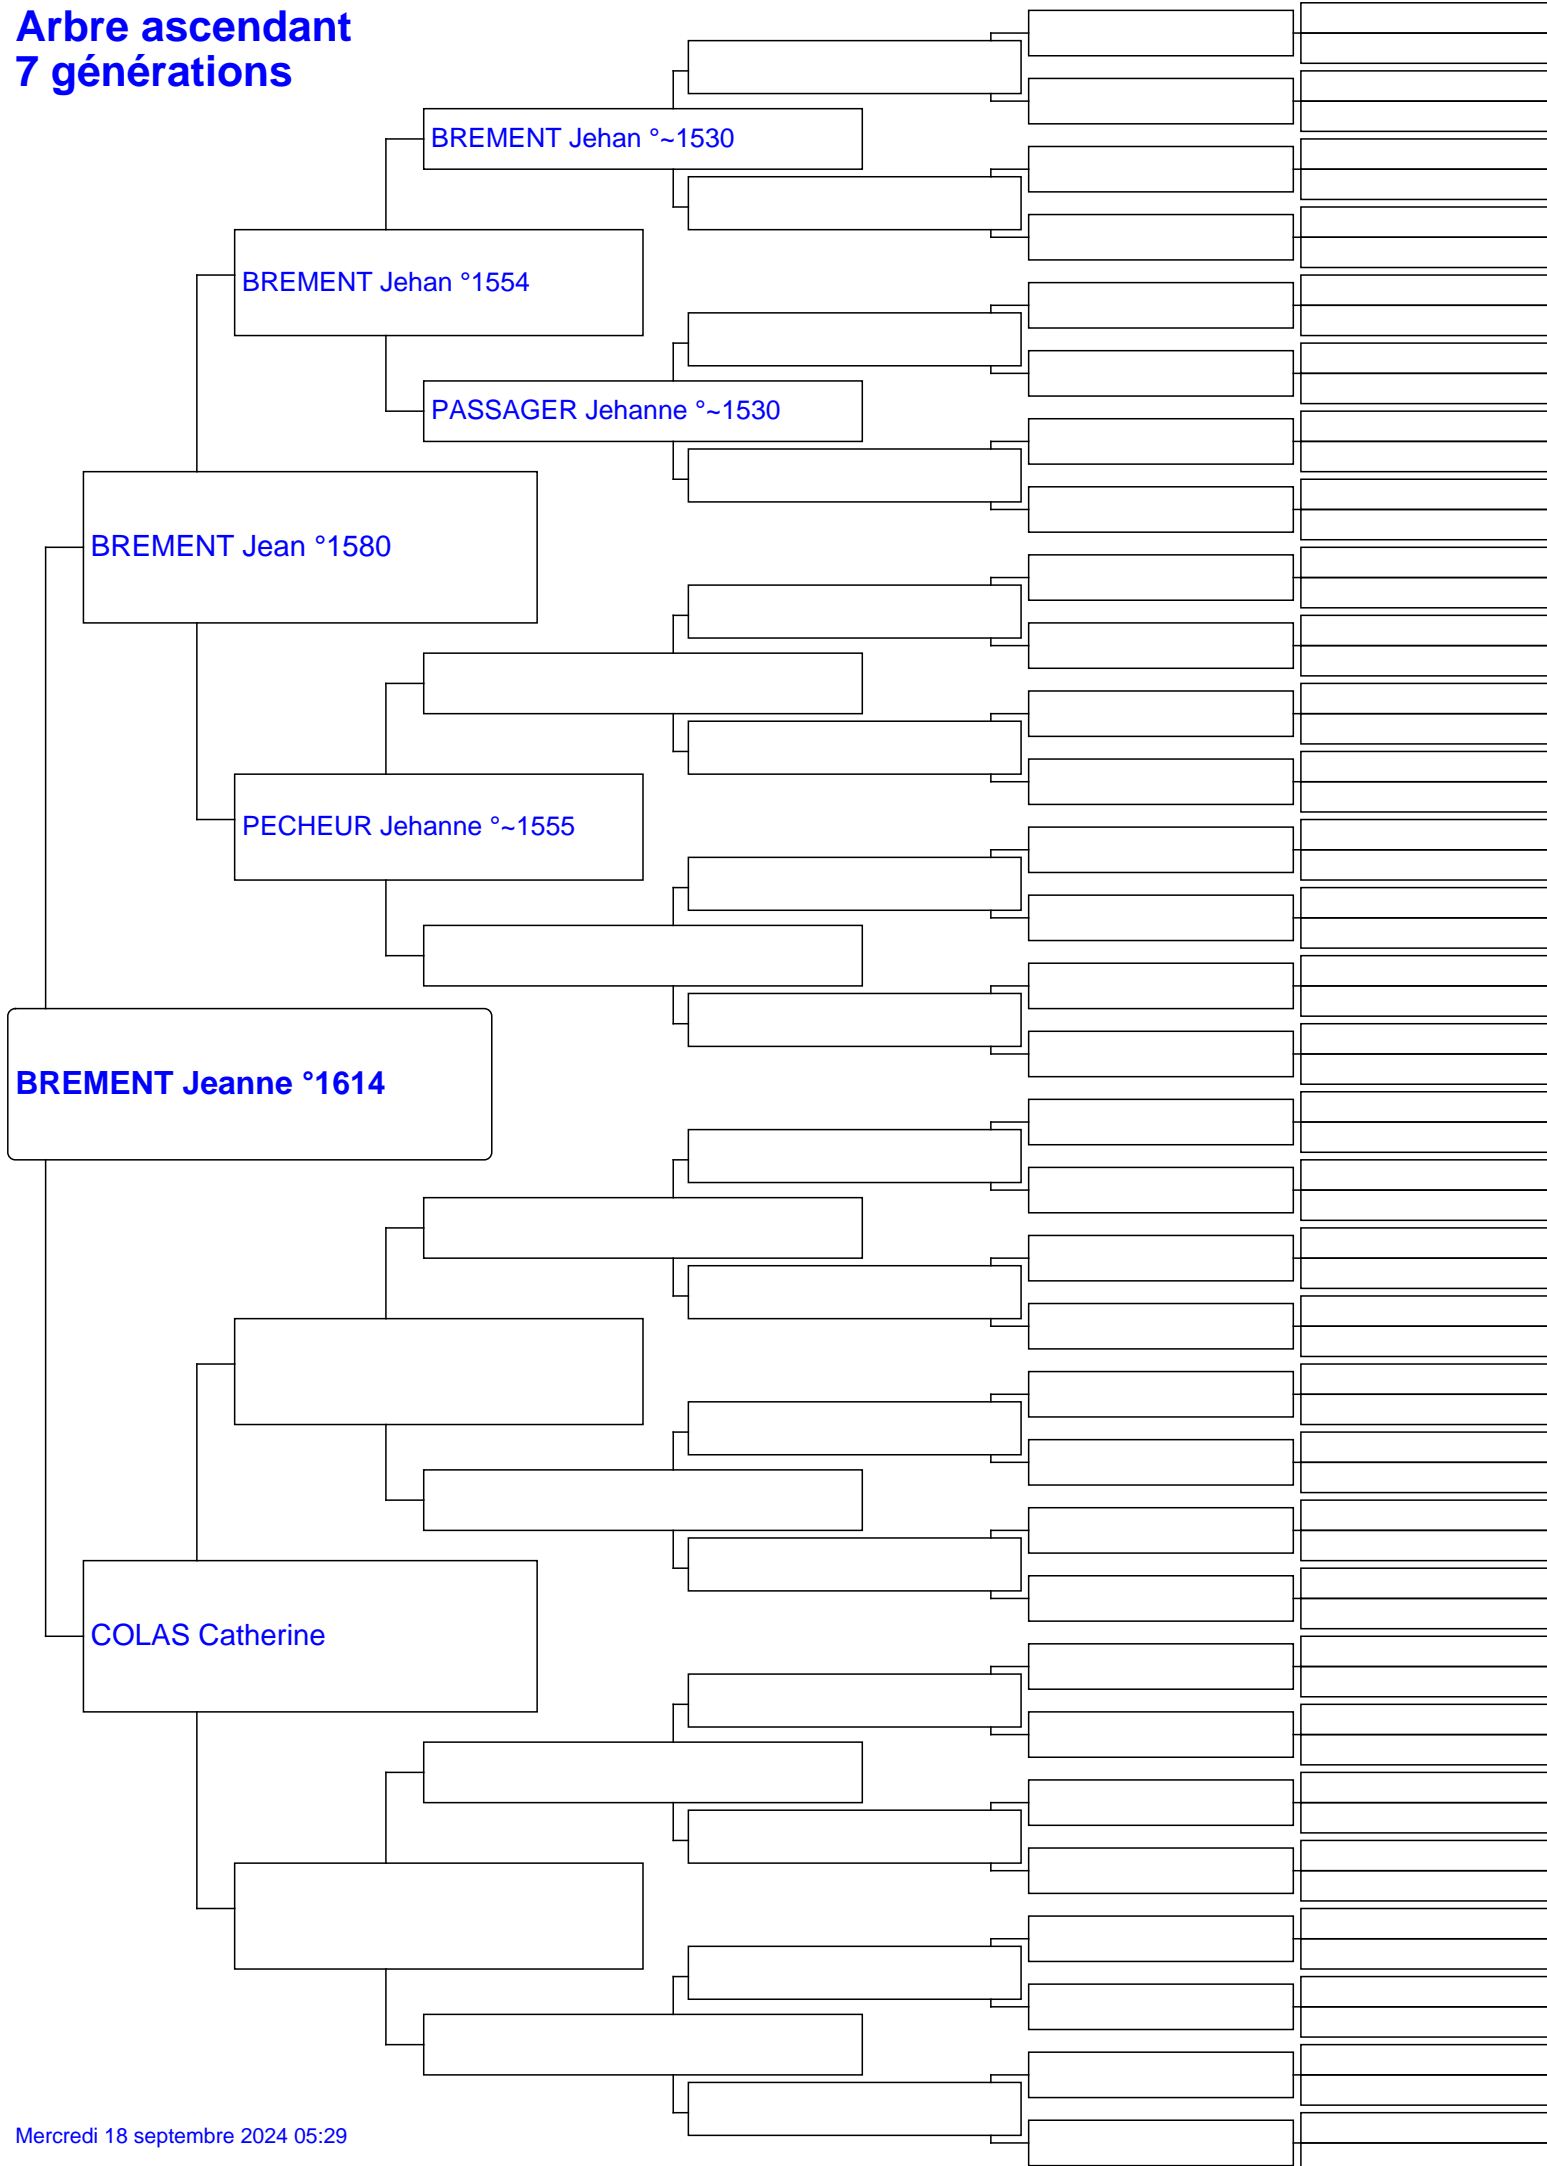 Arbre ascendant
7 générations
BREMENT Jehan °~1530
BREMENT Jehan °1554
PASSAGER Jehanne °~1530
BREMENT Jean °1580
PECHEUR Jehanne °~1555
BREMENT Jeanne °1614
COLAS Catherine
Mercredi 18 septembre 2024 05:29